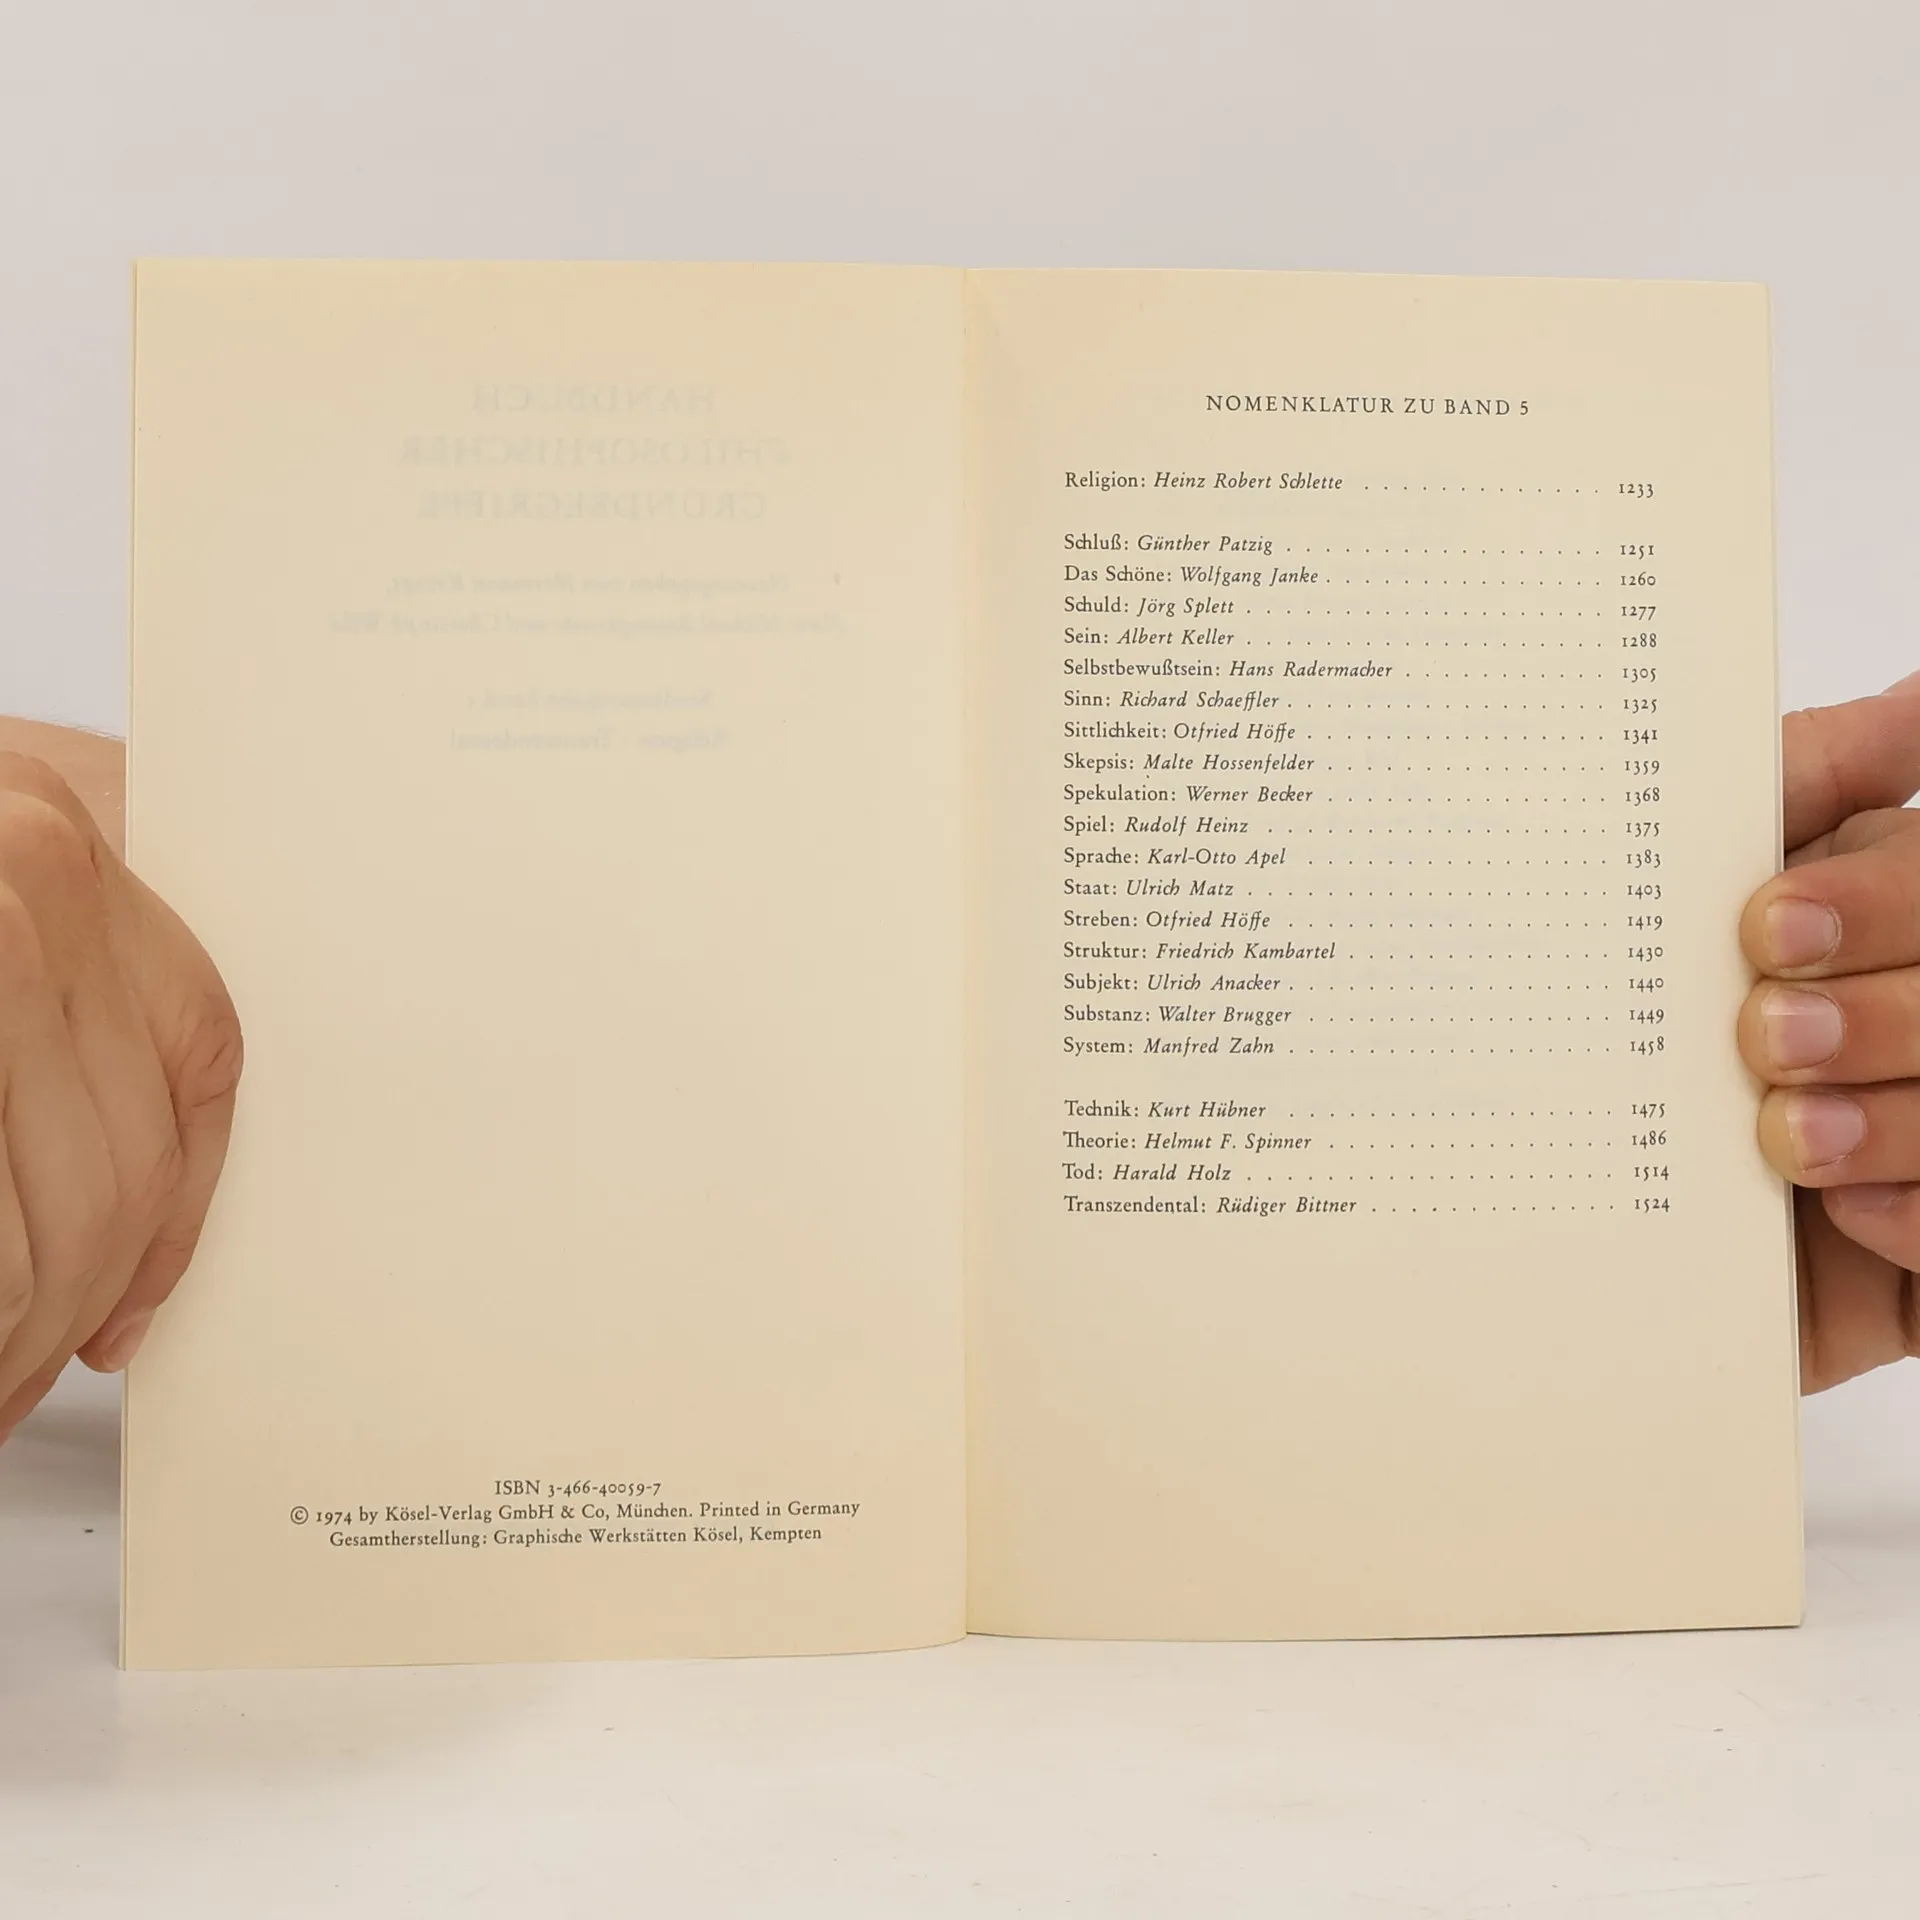 HANDBUCH
PHILOSOPHISCHER
GRUNDBEGRIFFE
ISBN 3-466-40059-7
© 1974 by Kösel-Verlag GmbH & Co, München. Printed in Germany
Gesamtherstellung: Graphische Werkstätten Kösel, Kempten
NOMENKLATUR ZU BAND 5
Religion: Heinz Robert Schlette . . . . . . . . . . . . . 1233
Schluß: Günther Patzig . . . . . . . . . . . . . . . . 1251
Das Schöne: Wolfgang Janke . . . . . . . . . . . . . . . 1260
Schuld: Jörg Splett . . . . . . . . . . . . . . . . . . 1277
Sein: Albert Keller . . . . . . . . . . . . . . . . . . 1288
Selbstbewußtsein: Hans Radermacher . . . . . . . . . . 1305
Sinn: Richard Schaeffler . . . . . . . . . . . . . . . . 1325
Sittlichkeit: Otfried Höffe . . . . . . . . . . . . . . . 1341
Skepsis: Malte Hossenfelder . . . . . . . . . . . . . . 1359
Spekulation: Werner Becker . . . . . . . . . . . . . . 1368
Spiel: Rudolf Heinz . . . . . . . . . . . . . . . . . 1375
Sprache: Karl-Otto Apel . . . . . . . . . . . . . . . 1383
Staat: Ulrich Matz . . . . . . . . . . . . . . . . . . 1403
Streben: Otfried Höffe . . . . . . . . . . . . . . . . 1419
Struktur: Friedrich Kambartel . . . . . . . . . . . . . 1430
Subjekt: Ulrich Anacker . . . . . . . . . . . . . . . . 1440
Substanz: Walter Brugger . . . . . . . . . . . . . . . 1449
System: Manfred Zahn . . . . . . . . . . . . . . . . . 1458
Technik: Kurt Hübner . . . . . . . . . . . . . . . . . 1475
Theorie: Helmut F. Spinner . . . . . . . . . . . . . . 1486
Tod: Harald Holz . . . . . . . . . . . . . . . . . . . 1514
Transzendental: Rüdiger Bittner . . . . . . . . . . . . . 1524